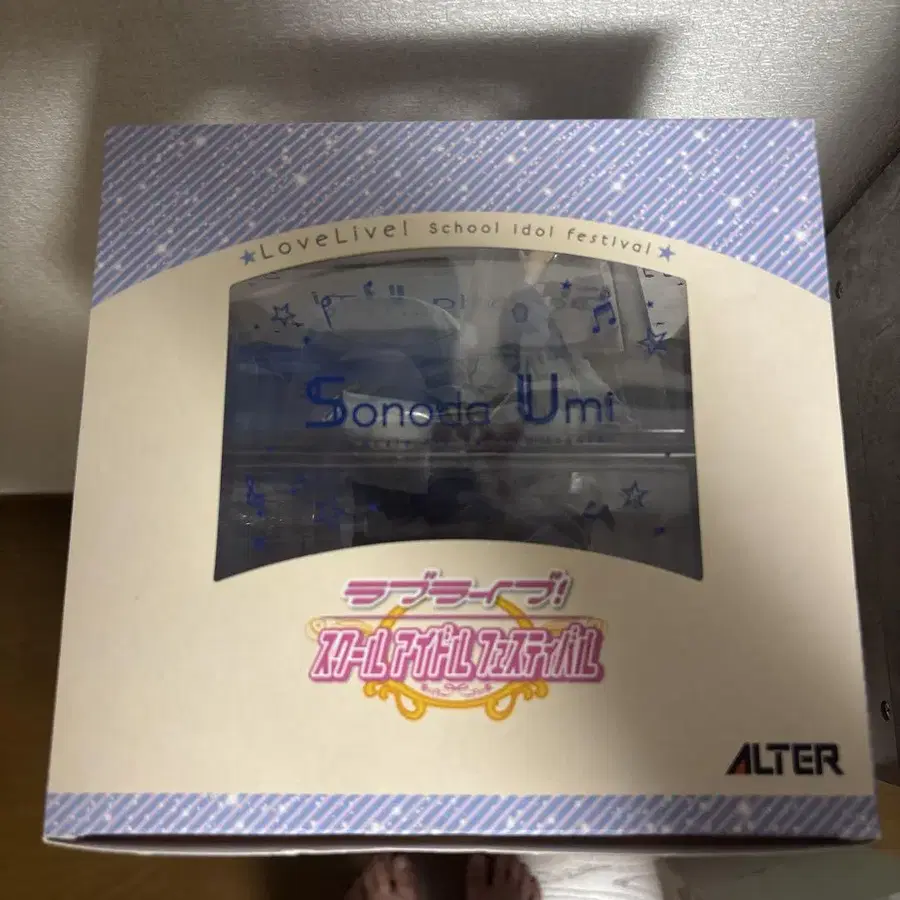 LoveLive! School idol festival
Sonoda Umi
ラブライブ!
スクールアイドルフェスティバル
ALTER